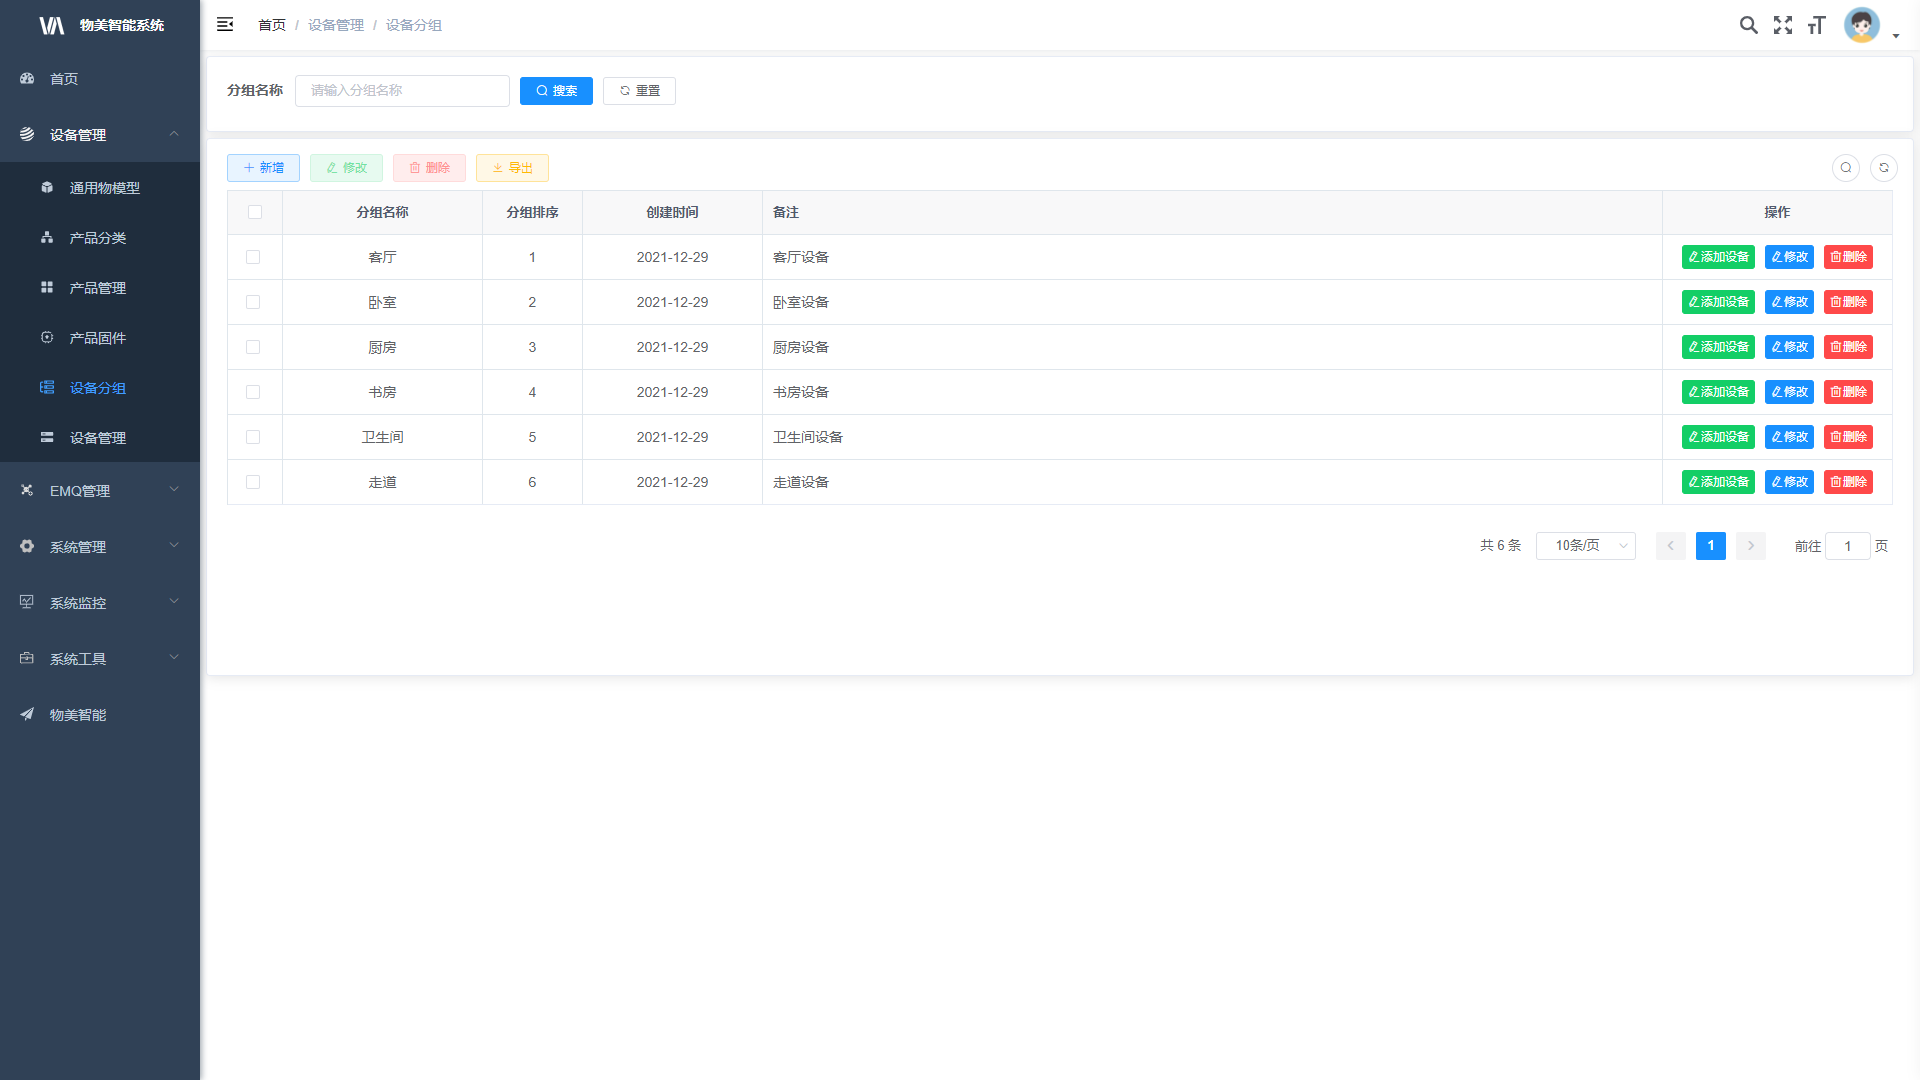 物美智能系统
首页
设备管理
通用物模型
产品分类
产品管理
产品固件
设备分组
设备管理
EMQ管理
系统管理
系统监控
系统工具
物美智能
首页 / 设备管理 / 设备分组
分组名称 请输入分组名称 搜索 重置
新增 修改 删除 导出
分组名称 分组排序 创建时间 备注 操作
客厅 1 2021-12-29 客厅设备 添加设备 修改 删除
卧室 2 2021-12-29 卧室设备 添加设备 修改 删除
厨房 3 2021-12-29 厨房设备 添加设备 修改 删除
书房 4 2021-12-29 书房设备 添加设备 修改 删除
卫生间 5 2021-12-29 卫生间设备 添加设备 修改 删除
走道 6 2021-12-29 走道设备 添加设备 修改 删除
共 6 条 10条/页 1 前往 1 页